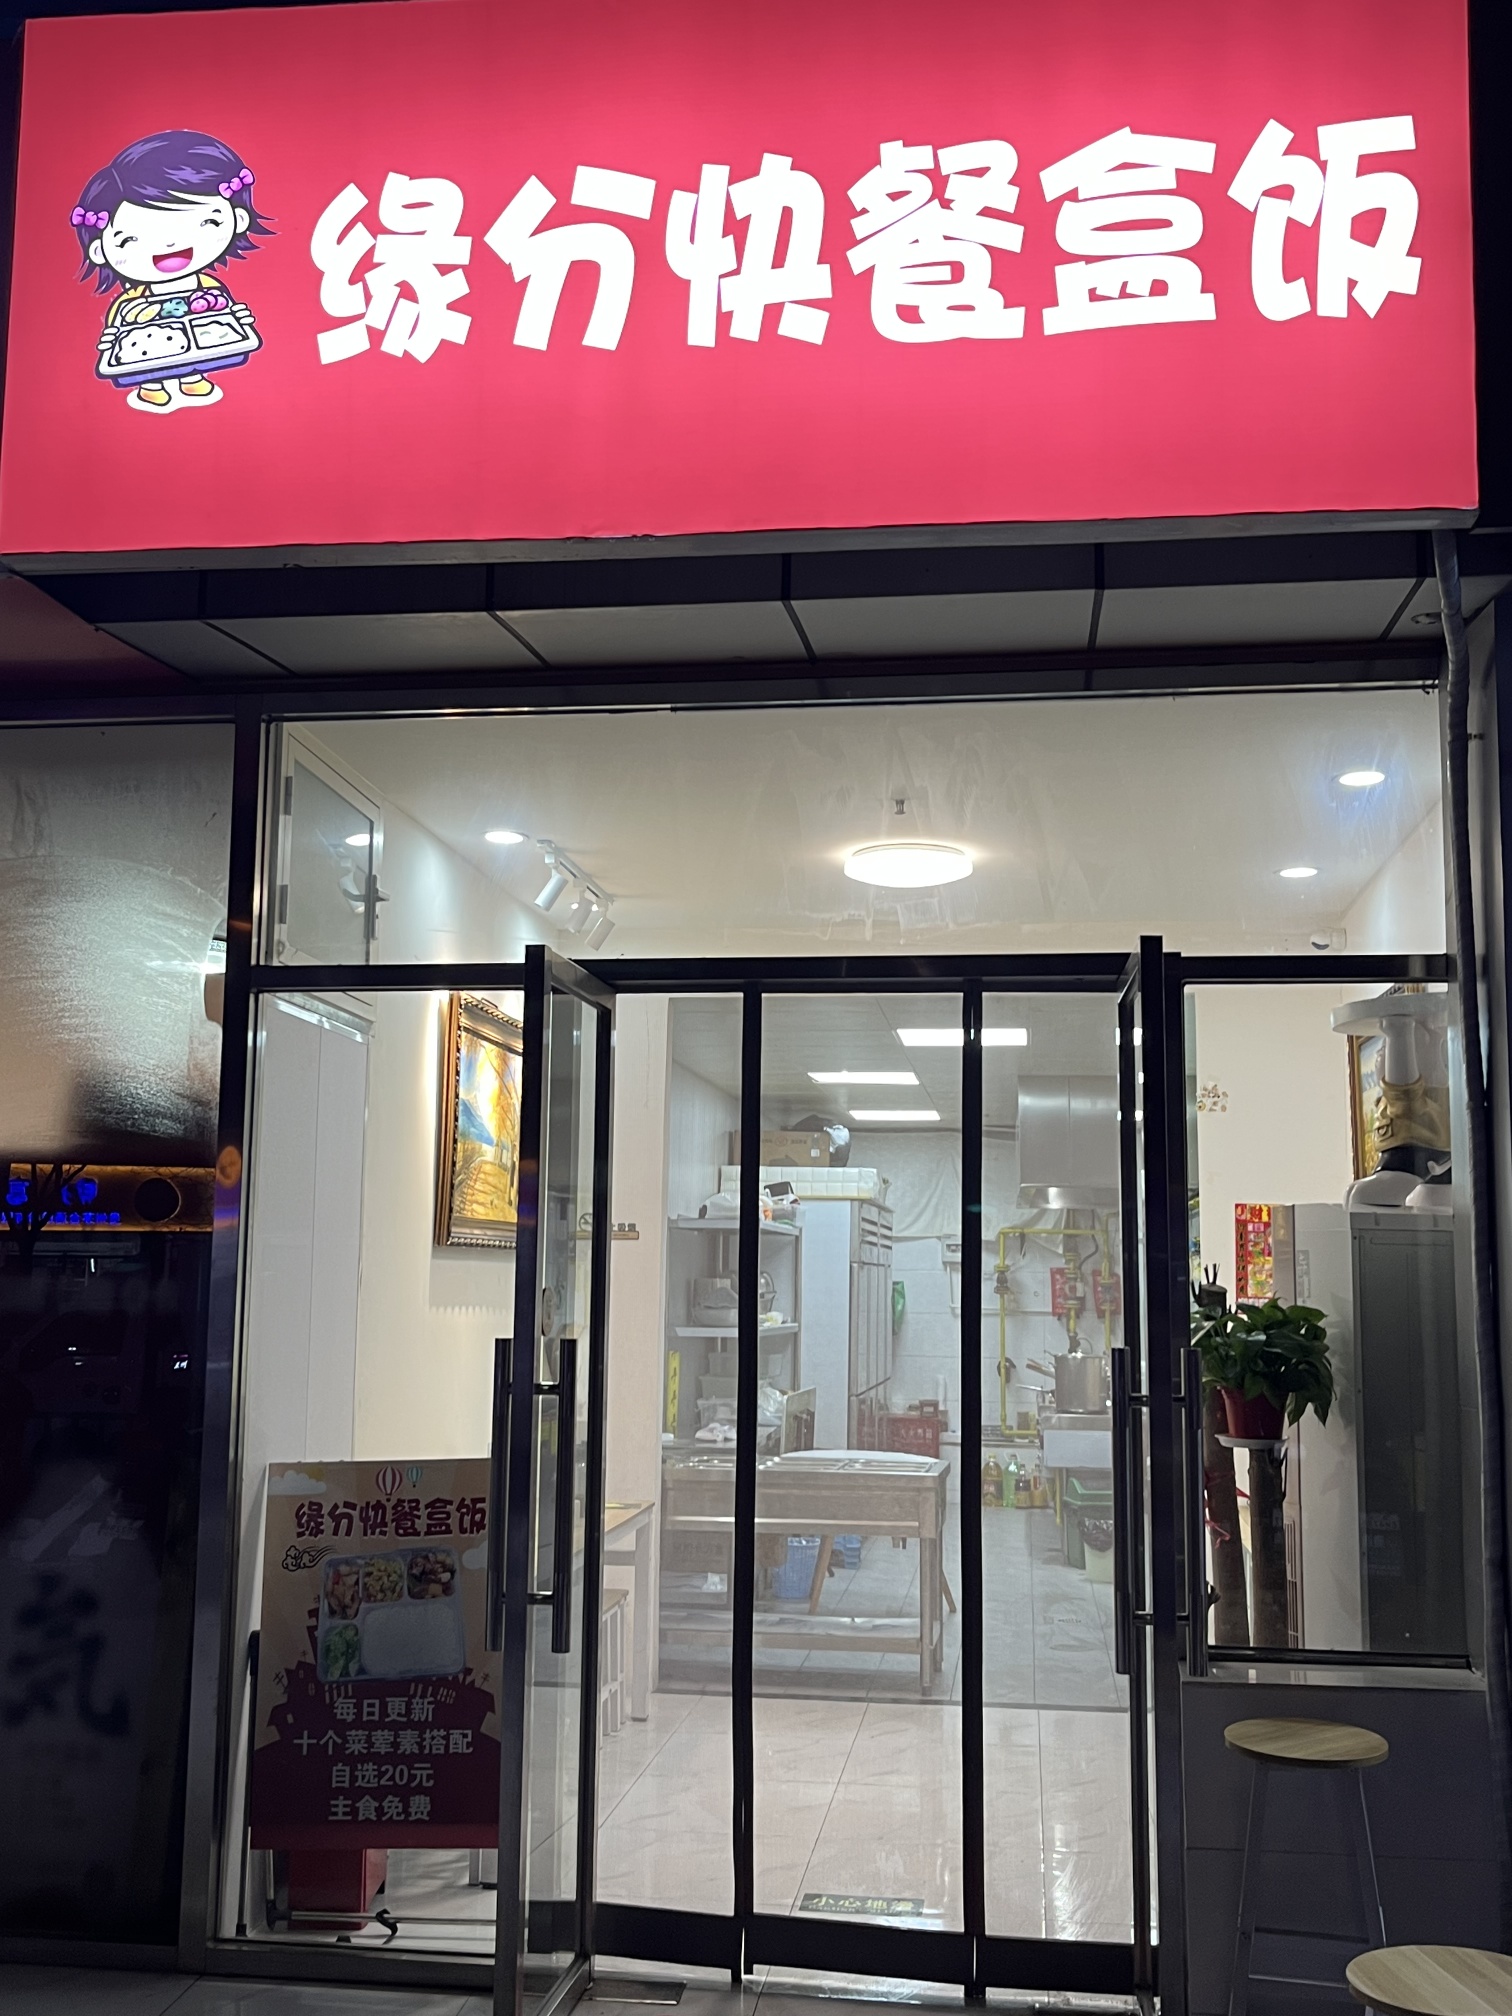 缘分快餐盒饭
缘分快餐盒饭
每日更新
十个菜荤素搭配
自选20元
主食免费
小心地滑